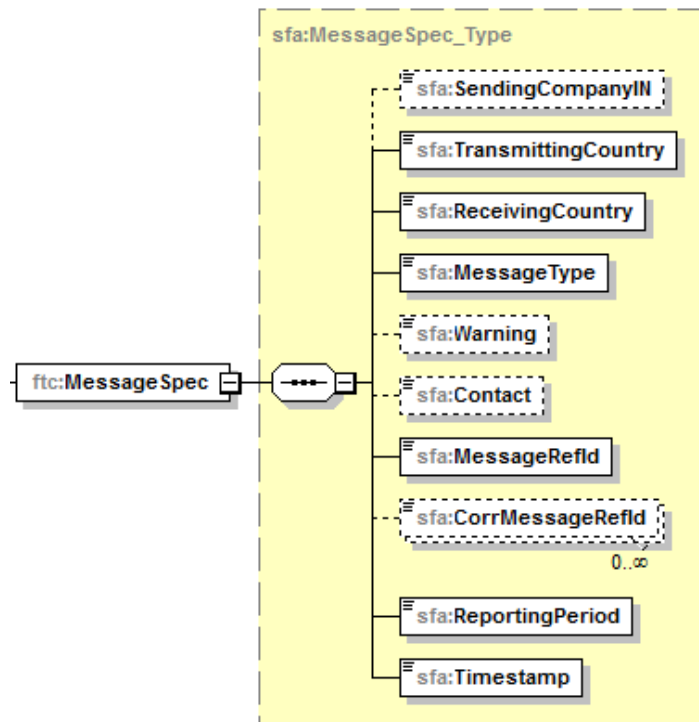 sfa:MessageSpec_Type
sfa:SendingCompanyIN
sfa:TransmittingCountry
sfa:ReceivingCountry
sfa:MessageType
sfa:Warning
ftc:MessageSpec
sfa:Contact
sfa:MessageRefId
sfa:CorrMessageRefId
0..∞
sfa:ReportingPeriod
sfa:Timestamp